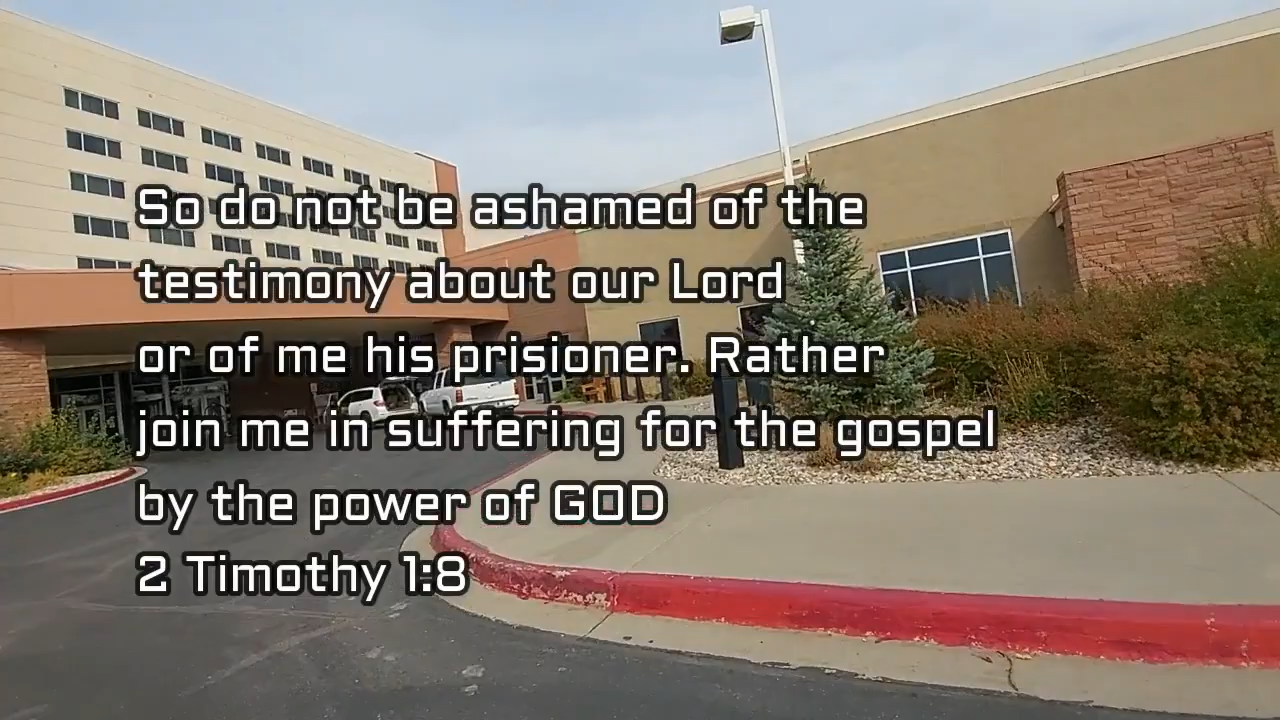 So do not be ashamed of the
testimony about our Lord
or of me his prisioner. Rather
join me in suffering for the gospel
by the power of GOD
2 Timothy 1:8